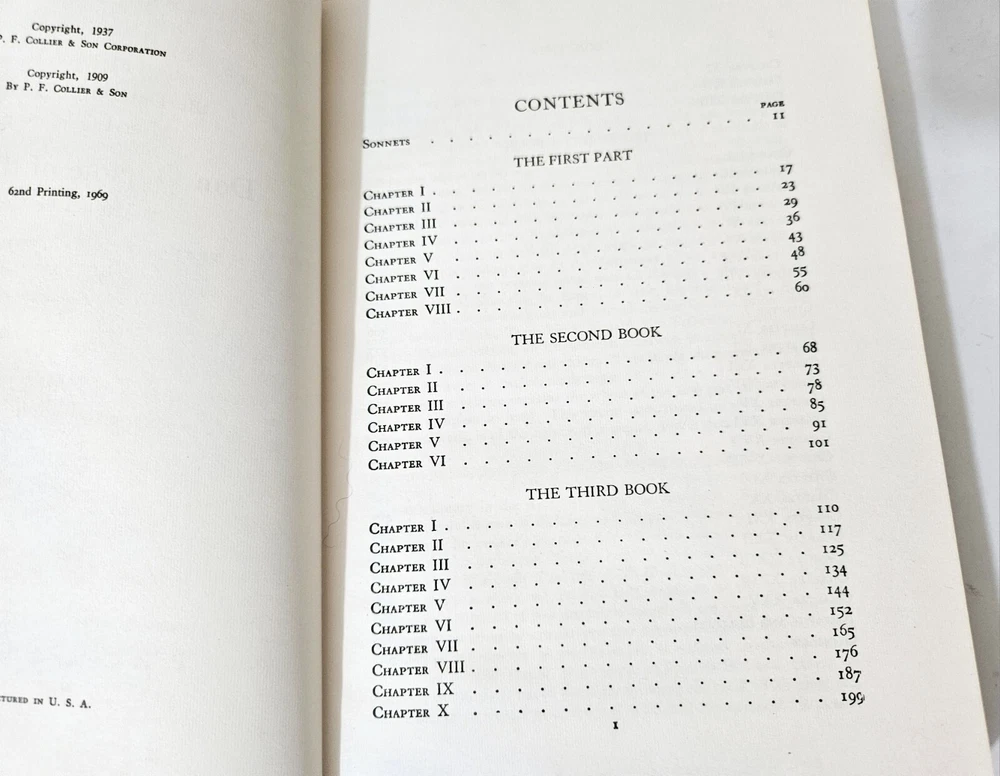 Copyright, 1937
P. F. COLLIER & SON CORPORATION
Copyright, 1909
BY P. F. COLLIER & SON
62nd Printing, 1969
U. S. A.
CONTENTS
PAGE
SONNETS . . . . . . . . . . . . . . . 11
THE FIRST PART
CHAPTER I . . . . . . . . . . . . . . . 17
CHAPTER II . . . . . . . . . . . . . . . 23
CHAPTER III . . . . . . . . . . . . . . . 29
CHAPTER IV . . . . . . . . . . . . . . . 36
CHAPTER V . . . . . . . . . . . . . . . 43
CHAPTER VI . . . . . . . . . . . . . . . 48
CHAPTER VII . . . . . . . . . . . . . . . 55
CHAPTER VIII . . . . . . . . . . . . . . . 60
THE SECOND BOOK
CHAPTER I . . . . . . . . . . . . . . . 68
CHAPTER II . . . . . . . . . . . . . . . 73
CHAPTER III . . . . . . . . . . . . . . . 78
CHAPTER IV . . . . . . . . . . . . . . . 85
CHAPTER V . . . . . . . . . . . . . . . 91
CHAPTER VI . . . . . . . . . . . . . . . 101
THE THIRD BOOK
CHAPTER I . . . . . . . . . . . . . . . 110
CHAPTER II . . . . . . . . . . . . . . . 117
CHAPTER III . . . . . . . . . . . . . . . 125
CHAPTER IV . . . . . . . . . . . . . . . 134
CHAPTER V . . . . . . . . . . . . . . . 144
CHAPTER VI . . . . . . . . . . . . . . . 152
CHAPTER VII . . . . . . . . . . . . . . . 165
CHAPTER VIII . . . . . . . . . . . . . . . 176
CHAPTER IX . . . . . . . . . . . . . . . 187
CHAPTER X . . . . . . . . . . . . . . . 199
1